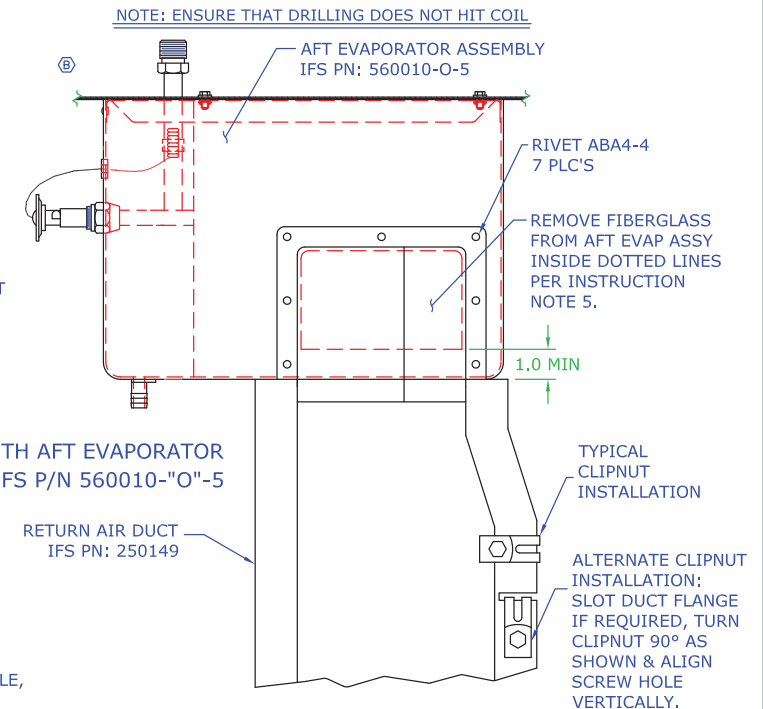 NOTE: ENSURE THAT DRILLING DOES NOT HIT COIL
B
AFT EVAPORATOR ASSEMBLY
IFS PN: 560010-O-5
RIVET ABA4-4
7 PLC'S
REMOVE FIBERGLASS
FROM AFT EVAP ASSY
INSIDE DOTTED LINES
PER INSTRUCTION
NOTE 5.
T
1.0 MIN
TH AFT EVAPORATOR
FS P/N 560010-"O"-5
TYPICAL
CLIPNUT
INSTALLATION
RETURN AIR DUCT
IFS PN: 250149
ALTERNATE CLIPNUT
INSTALLATION:
SLOT DUCT FLANGE
IF REQUIRED, TURN
CLIPNUT 90° AS
SHOWN & ALIGN
SCREW HOLE
VERTICALLY.
LE,